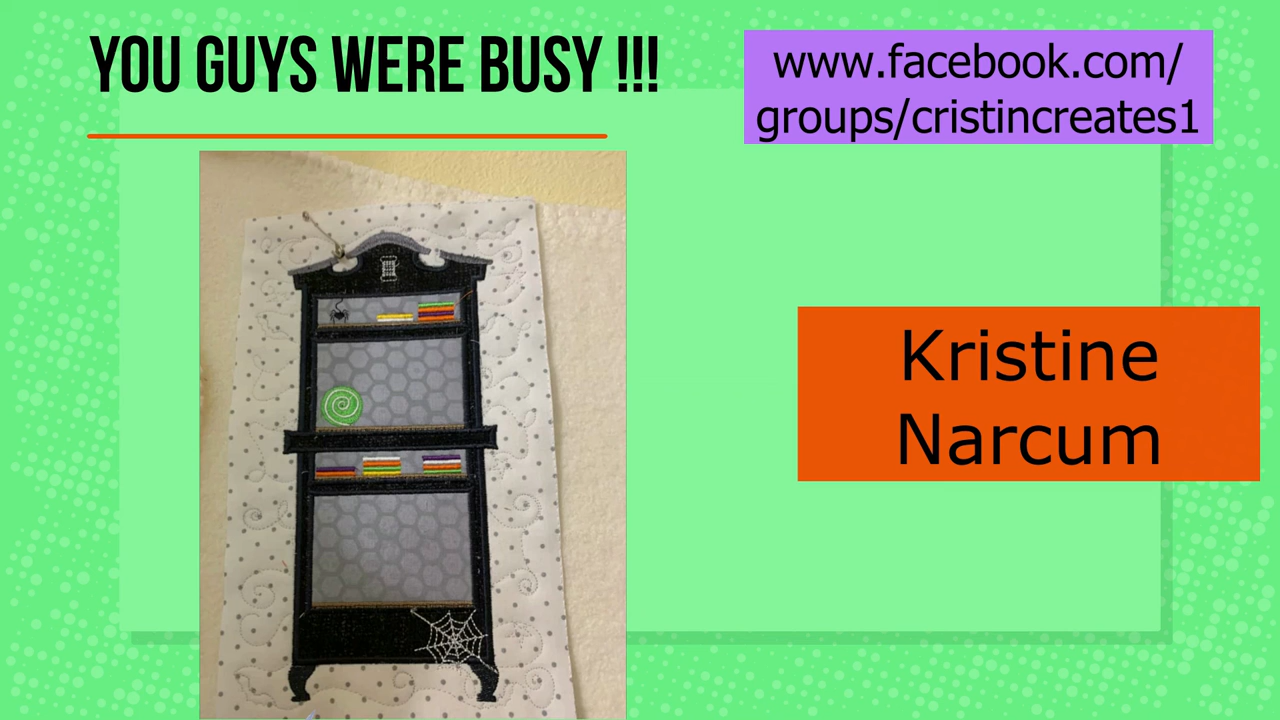 YOU GUYS WERE BUSY !!!
www.facebook.com/
groups/cristincreates1
Kristine
Narcum